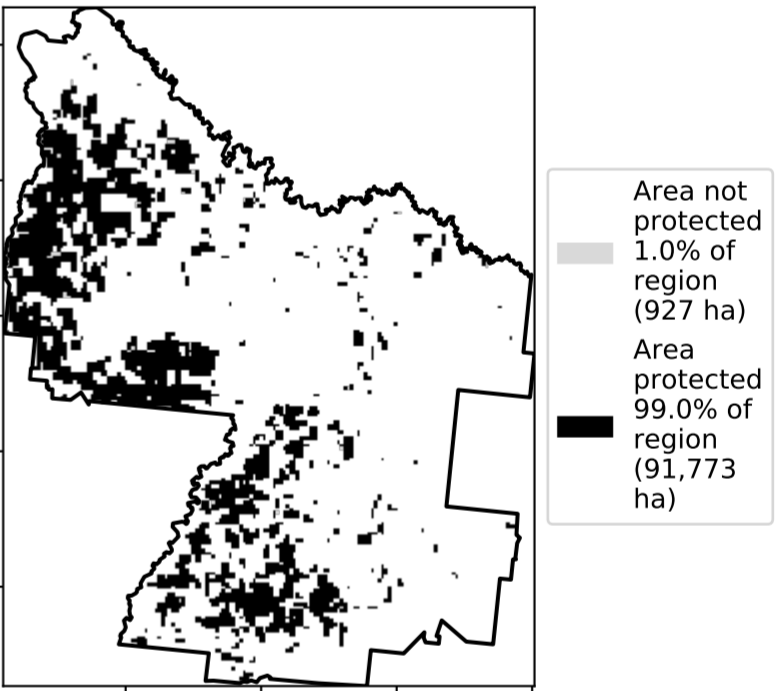 Area not
protected
1.0% of
region
(927 ha)
Area
protected
99.0% of
region
(91,773
ha)